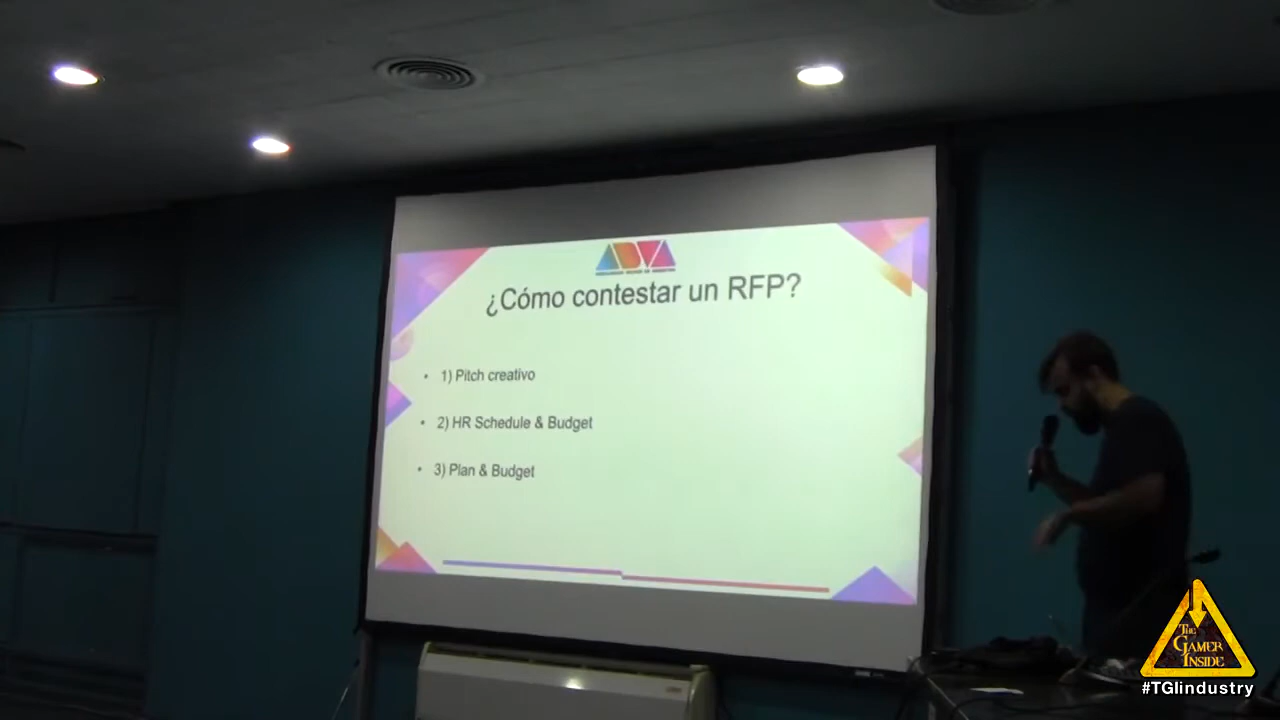 ADVA
¿Cómo contestar un RFP?
• 1) Pitch creativo
• 2) HR Schedule & Budget
• 3) Plan & Budget
THE
GAMER
INSIDE
#TGIindustry